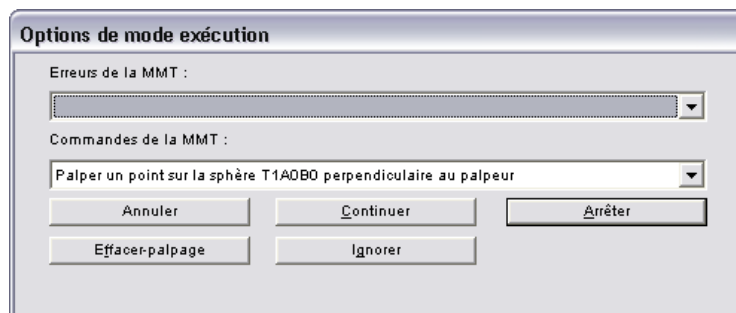 Options de mode exécution
Erreurs de la MMT :
Commandes de la MMT :
Palper un point sur la sphère T1A0B0 perpendiculaire au palpeur
Annuler Continuer Arrêter
Effacer-palpage Ignorer